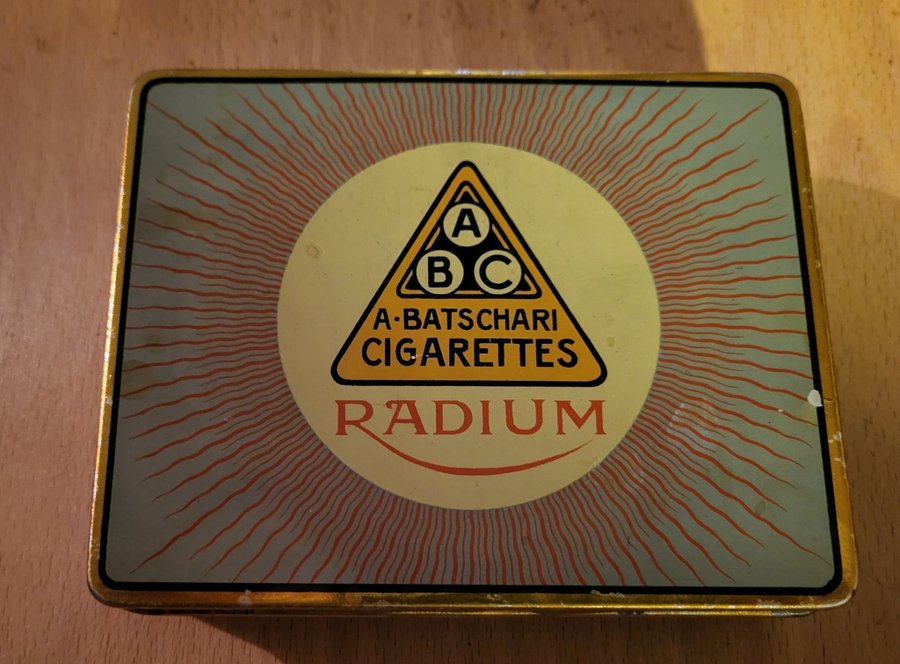 A
B C
A·BATSCHARI
CIGARETTES
RADIUM